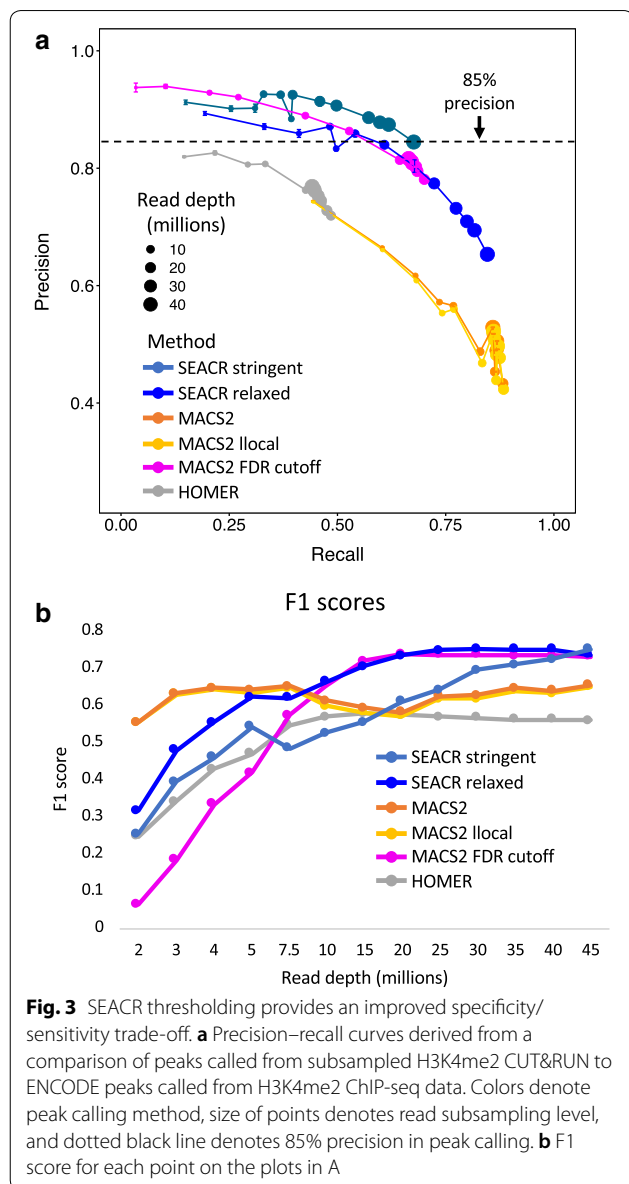 a
1.0
0.8
0.6
0.4
Precision
85%
precision
Read depth
(millions)
10
20
30
40
Method
SEACR stringent
SEACR relaxed
MACS2
MACS2 llocal
MACS2 FDR cutoff
HOMER
0.00
0.25
0.50
0.75
1.00
Recall
b
F1 scores
0.8
0.7
0.6
0.5
0.4
0.3
0.2
0.1
0
F1 score
SEACR stringent
SEACR relaxed
MACS2
MACS2 llocal
MACS2 FDR cutoff
HOMER
2 3 4 5 7.5 10 15 20 25 30 35 40 45
Read depth (millions)
Fig. 3 SEACR thresholding provides an improved specificity/
sensitivity trade-off. a Precision–recall curves derived from a
comparison of peaks called from subsampled H3K4me2 CUT&RUN to
ENCODE peaks called from H3K4me2 ChIP-seq data. Colors denote
peak calling method, size of points denotes read subsampling level,
and dotted black line denotes 85% precision in peak calling. b F1
score for each point on the plots in A